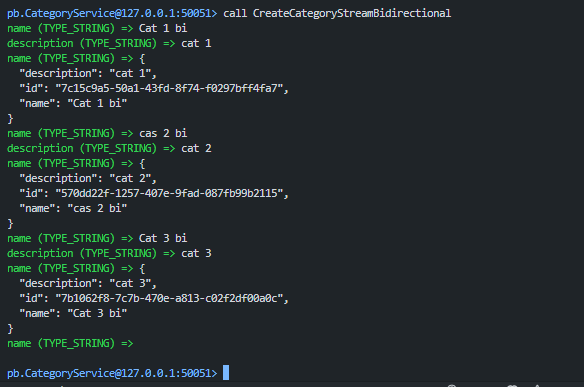 pb.CategoryService@127.0.0.1:50051> call CreateCategoryStreamBidirectional
name (TYPE_STRING) => Cat 1 bi
description (TYPE_STRING) => cat 1
name (TYPE_STRING) => {
  "description": "cat 1",
  "id": "7c15c9a5-50a1-43fd-8f74-f0297bff4fa7",
  "name": "Cat 1 bi"
}
name (TYPE_STRING) => cas 2 bi
description (TYPE_STRING) => cat 2
name (TYPE_STRING) => {
  "description": "cat 2",
  "id": "570dd22f-1257-407e-9fad-087fb99b2115",
  "name": "cas 2 bi"
}
name (TYPE_STRING) => Cat 3 bi
description (TYPE_STRING) => cat 3
name (TYPE_STRING) => {
  "description": "cat 3",
  "id": "7b1062f8-7c7b-470e-a813-c02f2df00a0c",
  "name": "Cat 3 bi"
}
name (TYPE_STRING) =>
pb.CategoryService@127.0.0.1:50051>